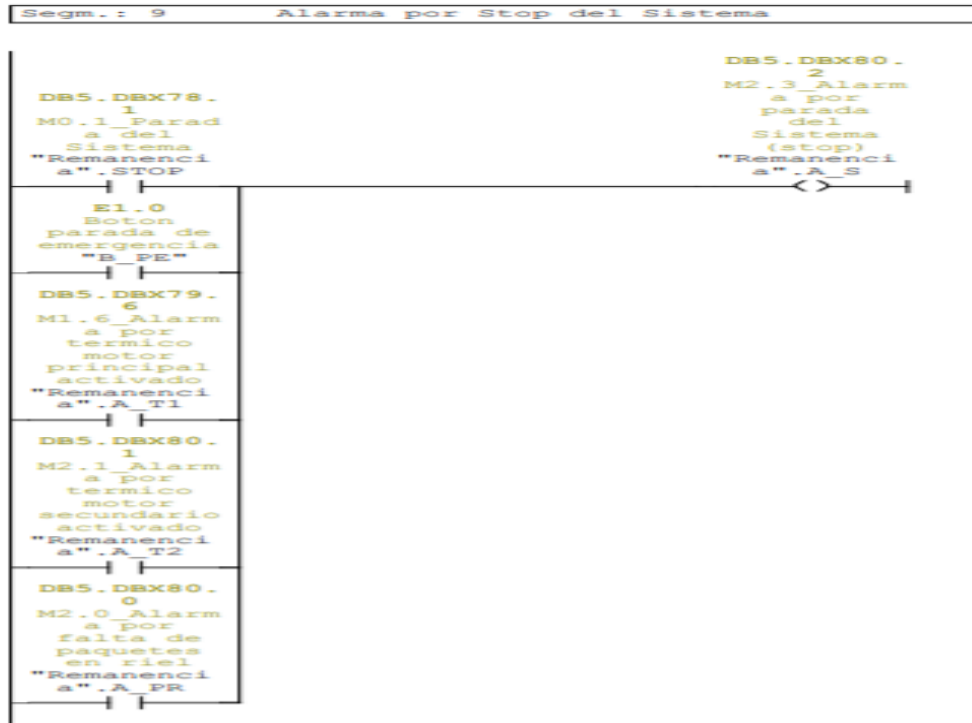 Segm.: 9 Alarma por Stop del Sistema
DB5.DBX80.
2
M2.3_Alarm
a por
parada
del
Sistema
(stop)
"Remanenci
a".A_S
DB5.DBX78.
1
M0.1_Parad
a del
Sistema
"Remanenci
a".STOP
E1.0
Boton
parada de
emergencia
"B_PE"
DB5.DBX79.
6
M1.6_Alarm
a por
termico
motor
principal
activado
"Remanenci
a".A_T1
DB5.DBX80.
1
M2.1_Alarm
a por
termico
motor
secundario
activado
"Remanenci
a".A_T2
DB5.DBX80.
0
M2.0_Alarm
a por
falta de
paquetes
en riel
"Remanenci
a".A_PR